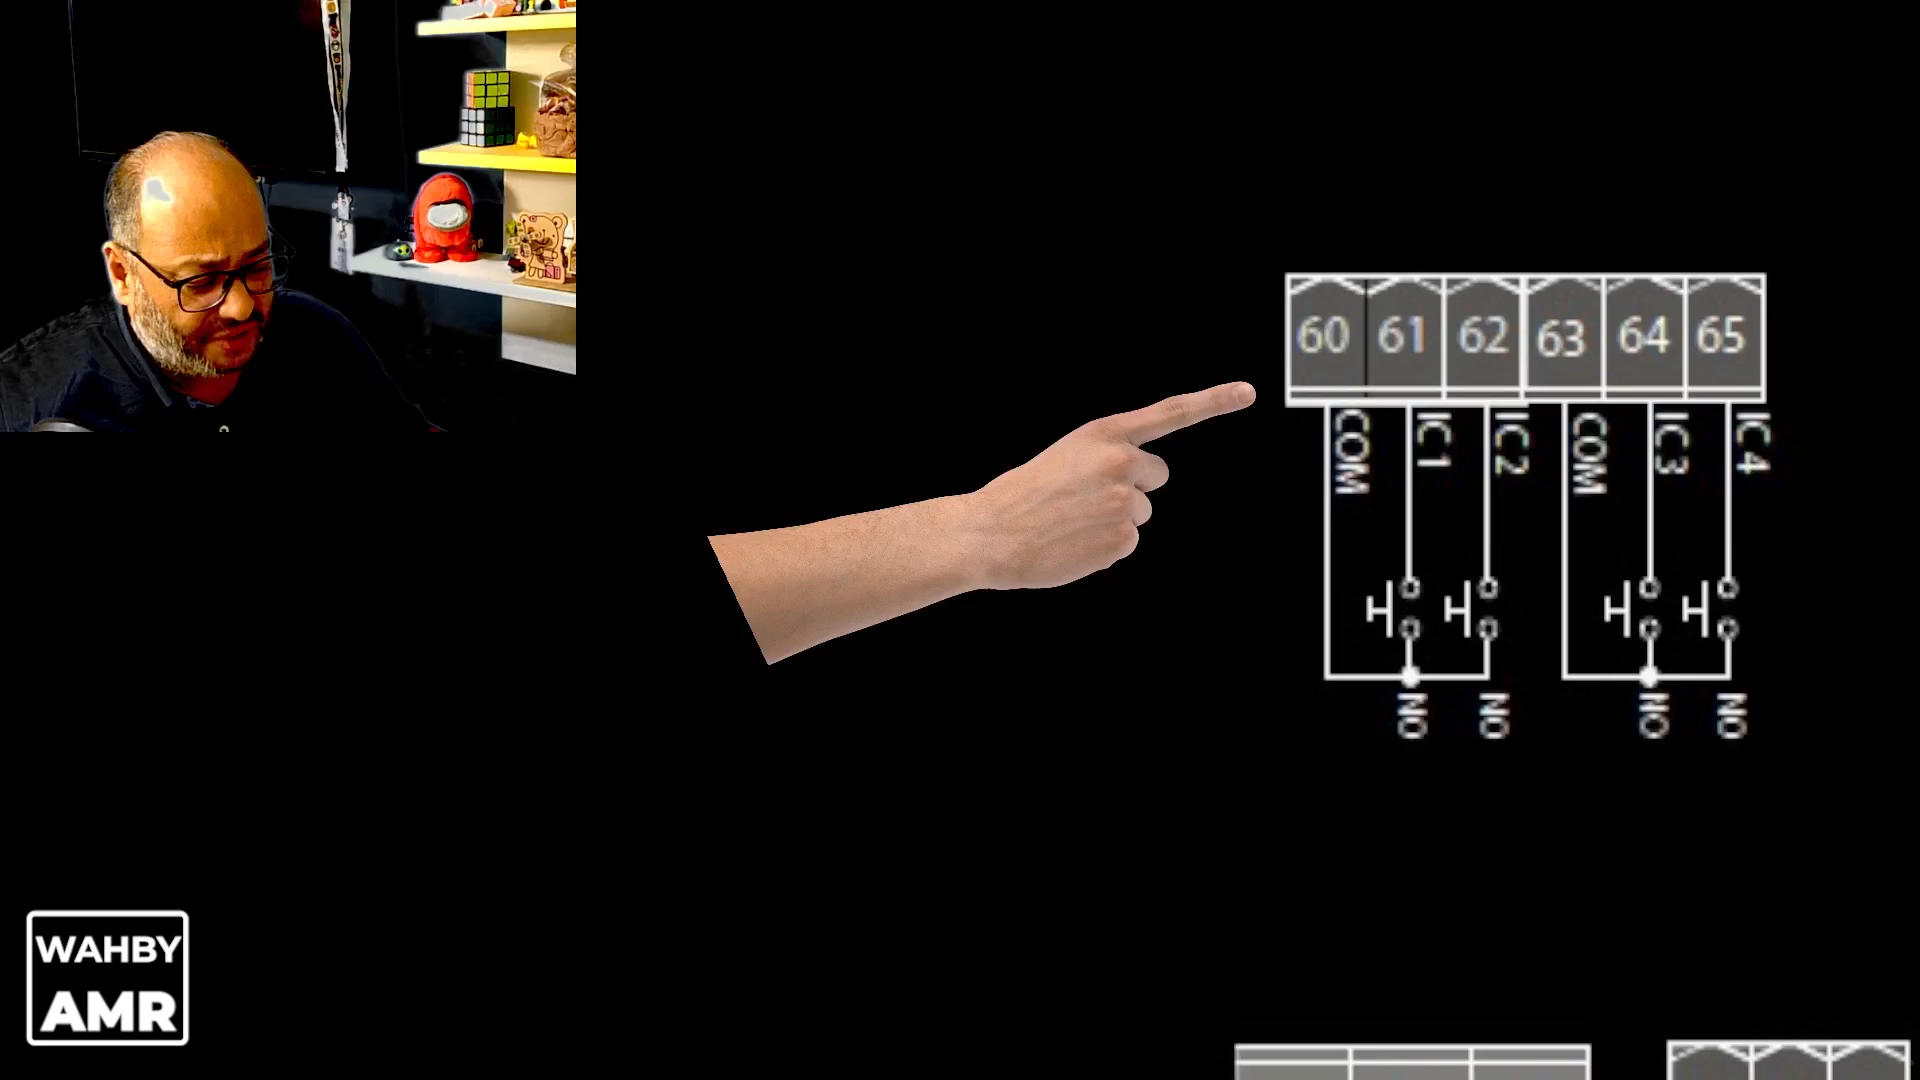 60 61 62 63 64 65
COM IC1 IC2 COM IC3 IC4
NO NO NO NO
WAHBY
AMR